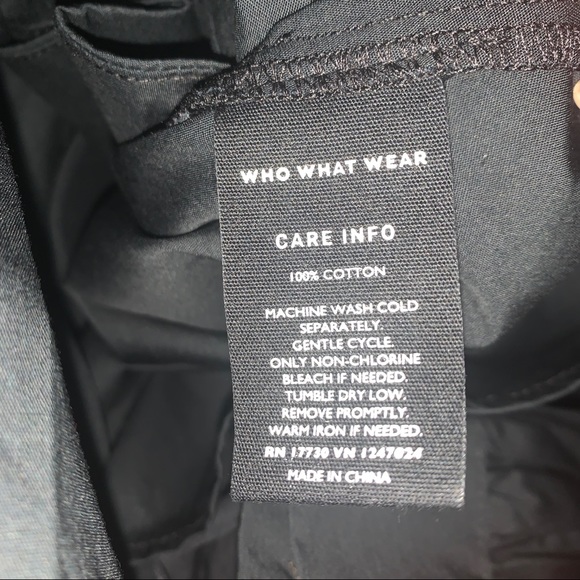 WHO WHAT WEAR
CARE INFO
100% COTTON
MACHINE WASH COLD
SEPARATELY.
GENTLE CYCLE.
ONLY NON-CHLORINE
BLEACH IF NEEDED.
TUMBLE DRY LOW.
REMOVE PROMPTLY.
WARM IRON IF NEEDED.
RN 17730 VN 1247024
MADE IN CHINA